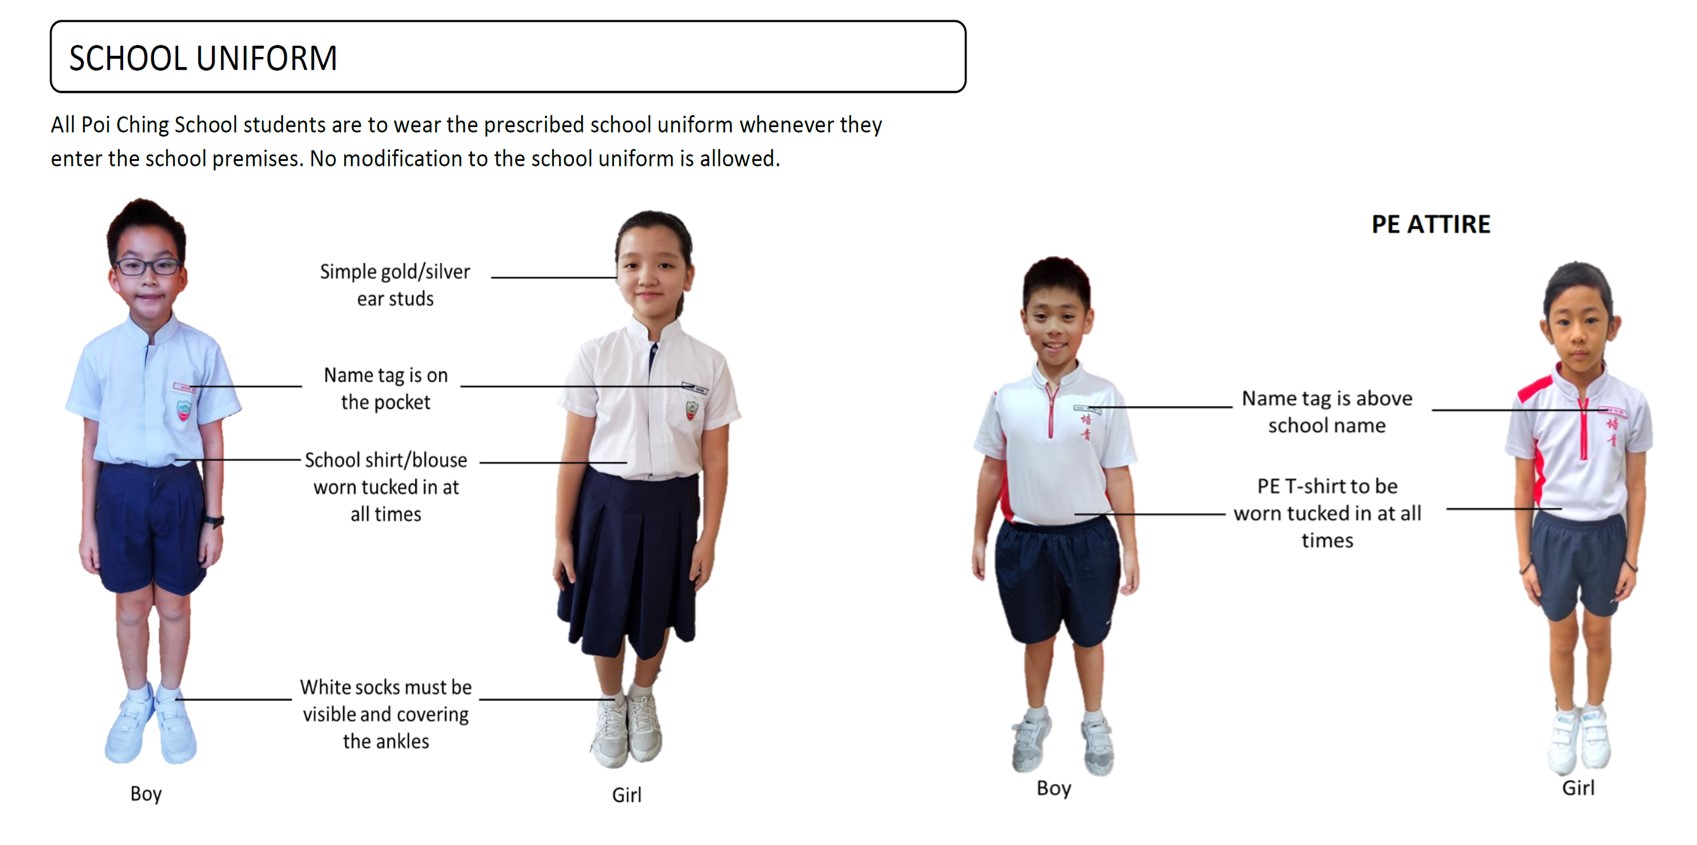 SCHOOL UNIFORM
All Poi Ching School students are to wear the prescribed school uniform whenever they
enter the school premises. No modification to the school uniform is allowed.
Simple gold/silver
ear studs
Name tag is on
the pocket
School shirt/blouse
worn tucked in at
all times
White socks must be
visible and covering
the ankles
Boy
Girl
PE ATTIRE
Name tag is above
school name
PE T-shirt to be
worn tucked in at all
times
培
青
培
青
Boy
Girl